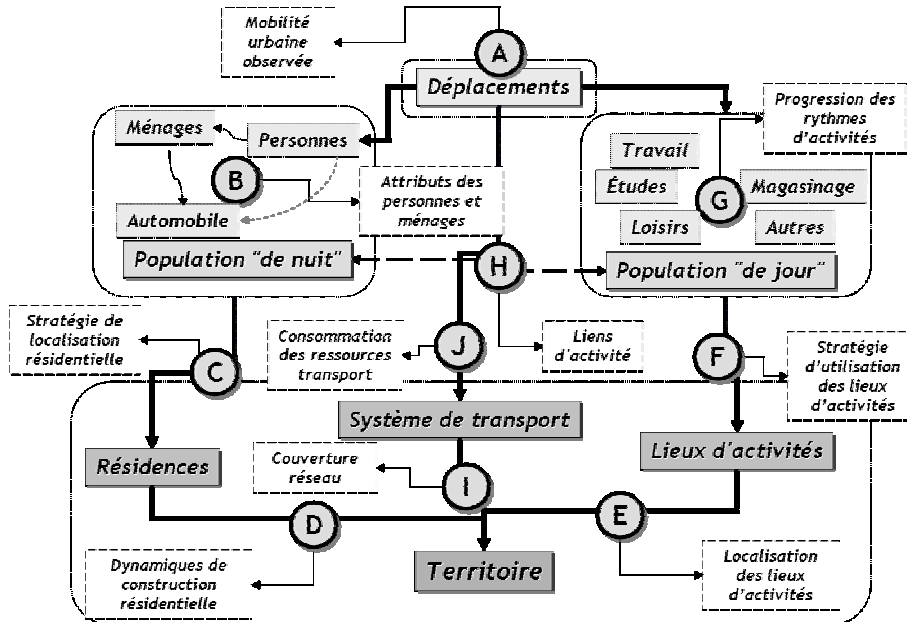 Mobilité
urbaine
observée
A
Déplacements
Progression des
rythmes
d'activités
Ménages
Personnes
B
Automobile
Attributs des
personnes et
ménages
Population "de nuit"
Travail
Études
G
Magasinage
Loisirs
Autres
Population "de jour"
H
Stratégie de
localisation
résidentielle
C
Consommation
des ressources
transport
J
Liens
d'activité
F
Stratégie
d'utilisation
des lieux
d'activités
Système de transport
Résidences
Lieux d'activités
Couverture
réseau
I
D
E
Territoire
Dynamiques de
construction
résidentielle
Localisation
des lieux
d'activités